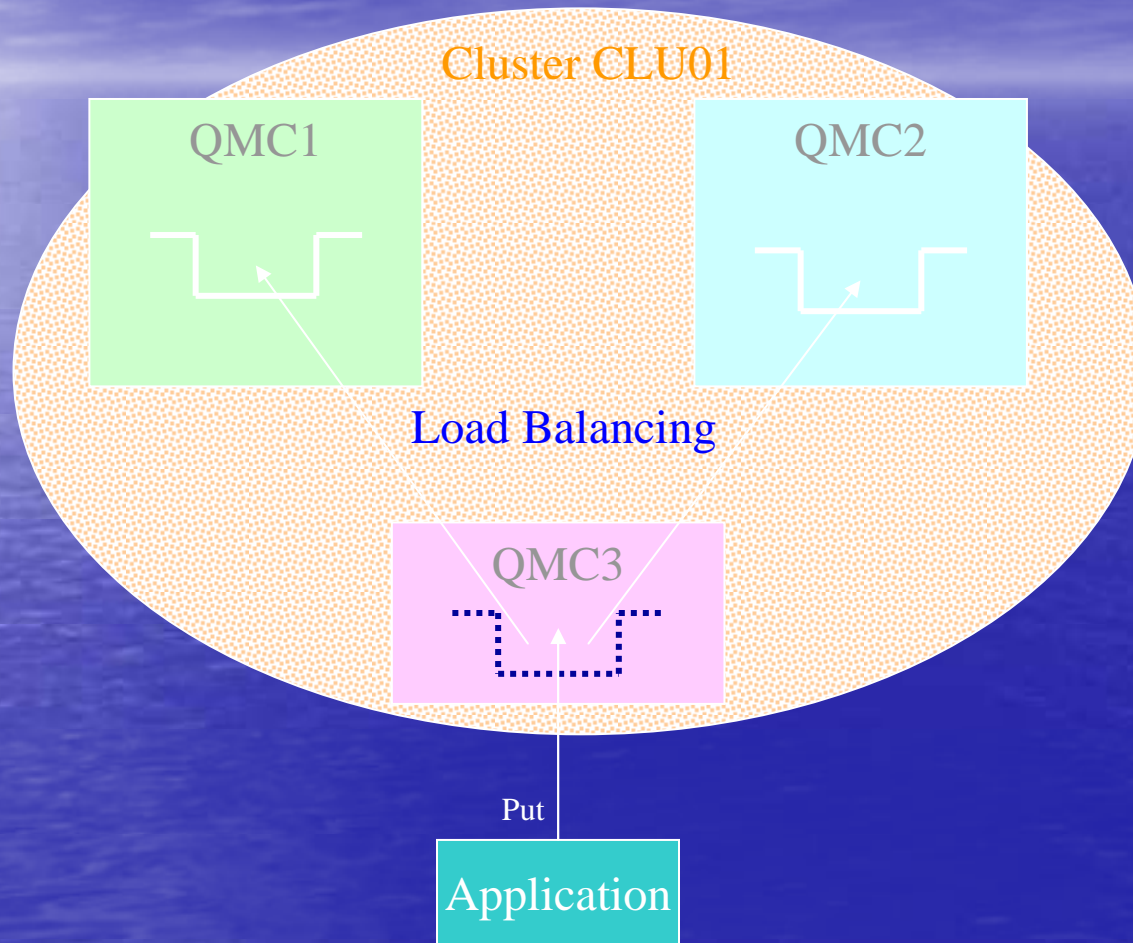 Cluster CLU01
QMC1
QMC2
Load Balancing
QMC3
Put
Application